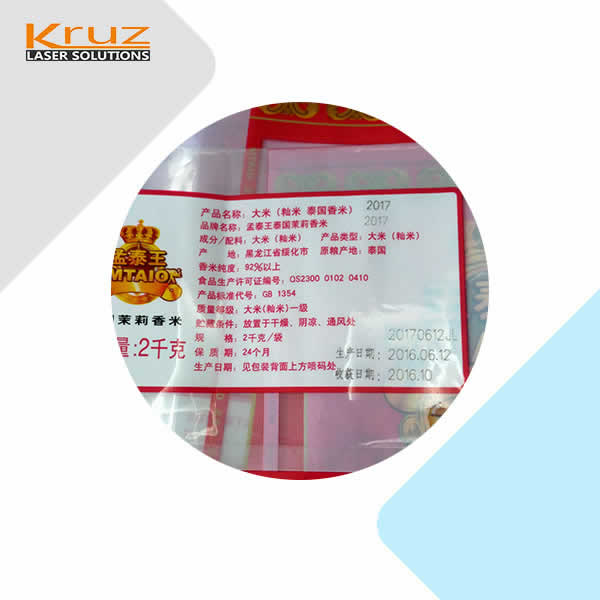 Kruz
LASER SOLUTIONS
产品名称：大米（籼米 泰国香米） 2017
品牌名称：孟泰王泰国茉莉香米 2017
成分/配料：大米（籼米） 产品类型：大米（籼米）
产 地：黑龙江省绥化市 原粮产地：泰国
香米纯度：92%以上
食品生产许可证编号：QS2300 0102 0410
产品标准代号：GB 1354
质量等级：大米(籼米)一级
贮藏条件：放置于干燥、阴凉、通风处
规 格：2千克/袋
保 质 期：24个月
生产日期：见包装背面上方喷码处
20170612JL
生产日期：2016.06.12
收获日期：2016.10
孟泰王
MTAIO
茉莉香米
量:2千克